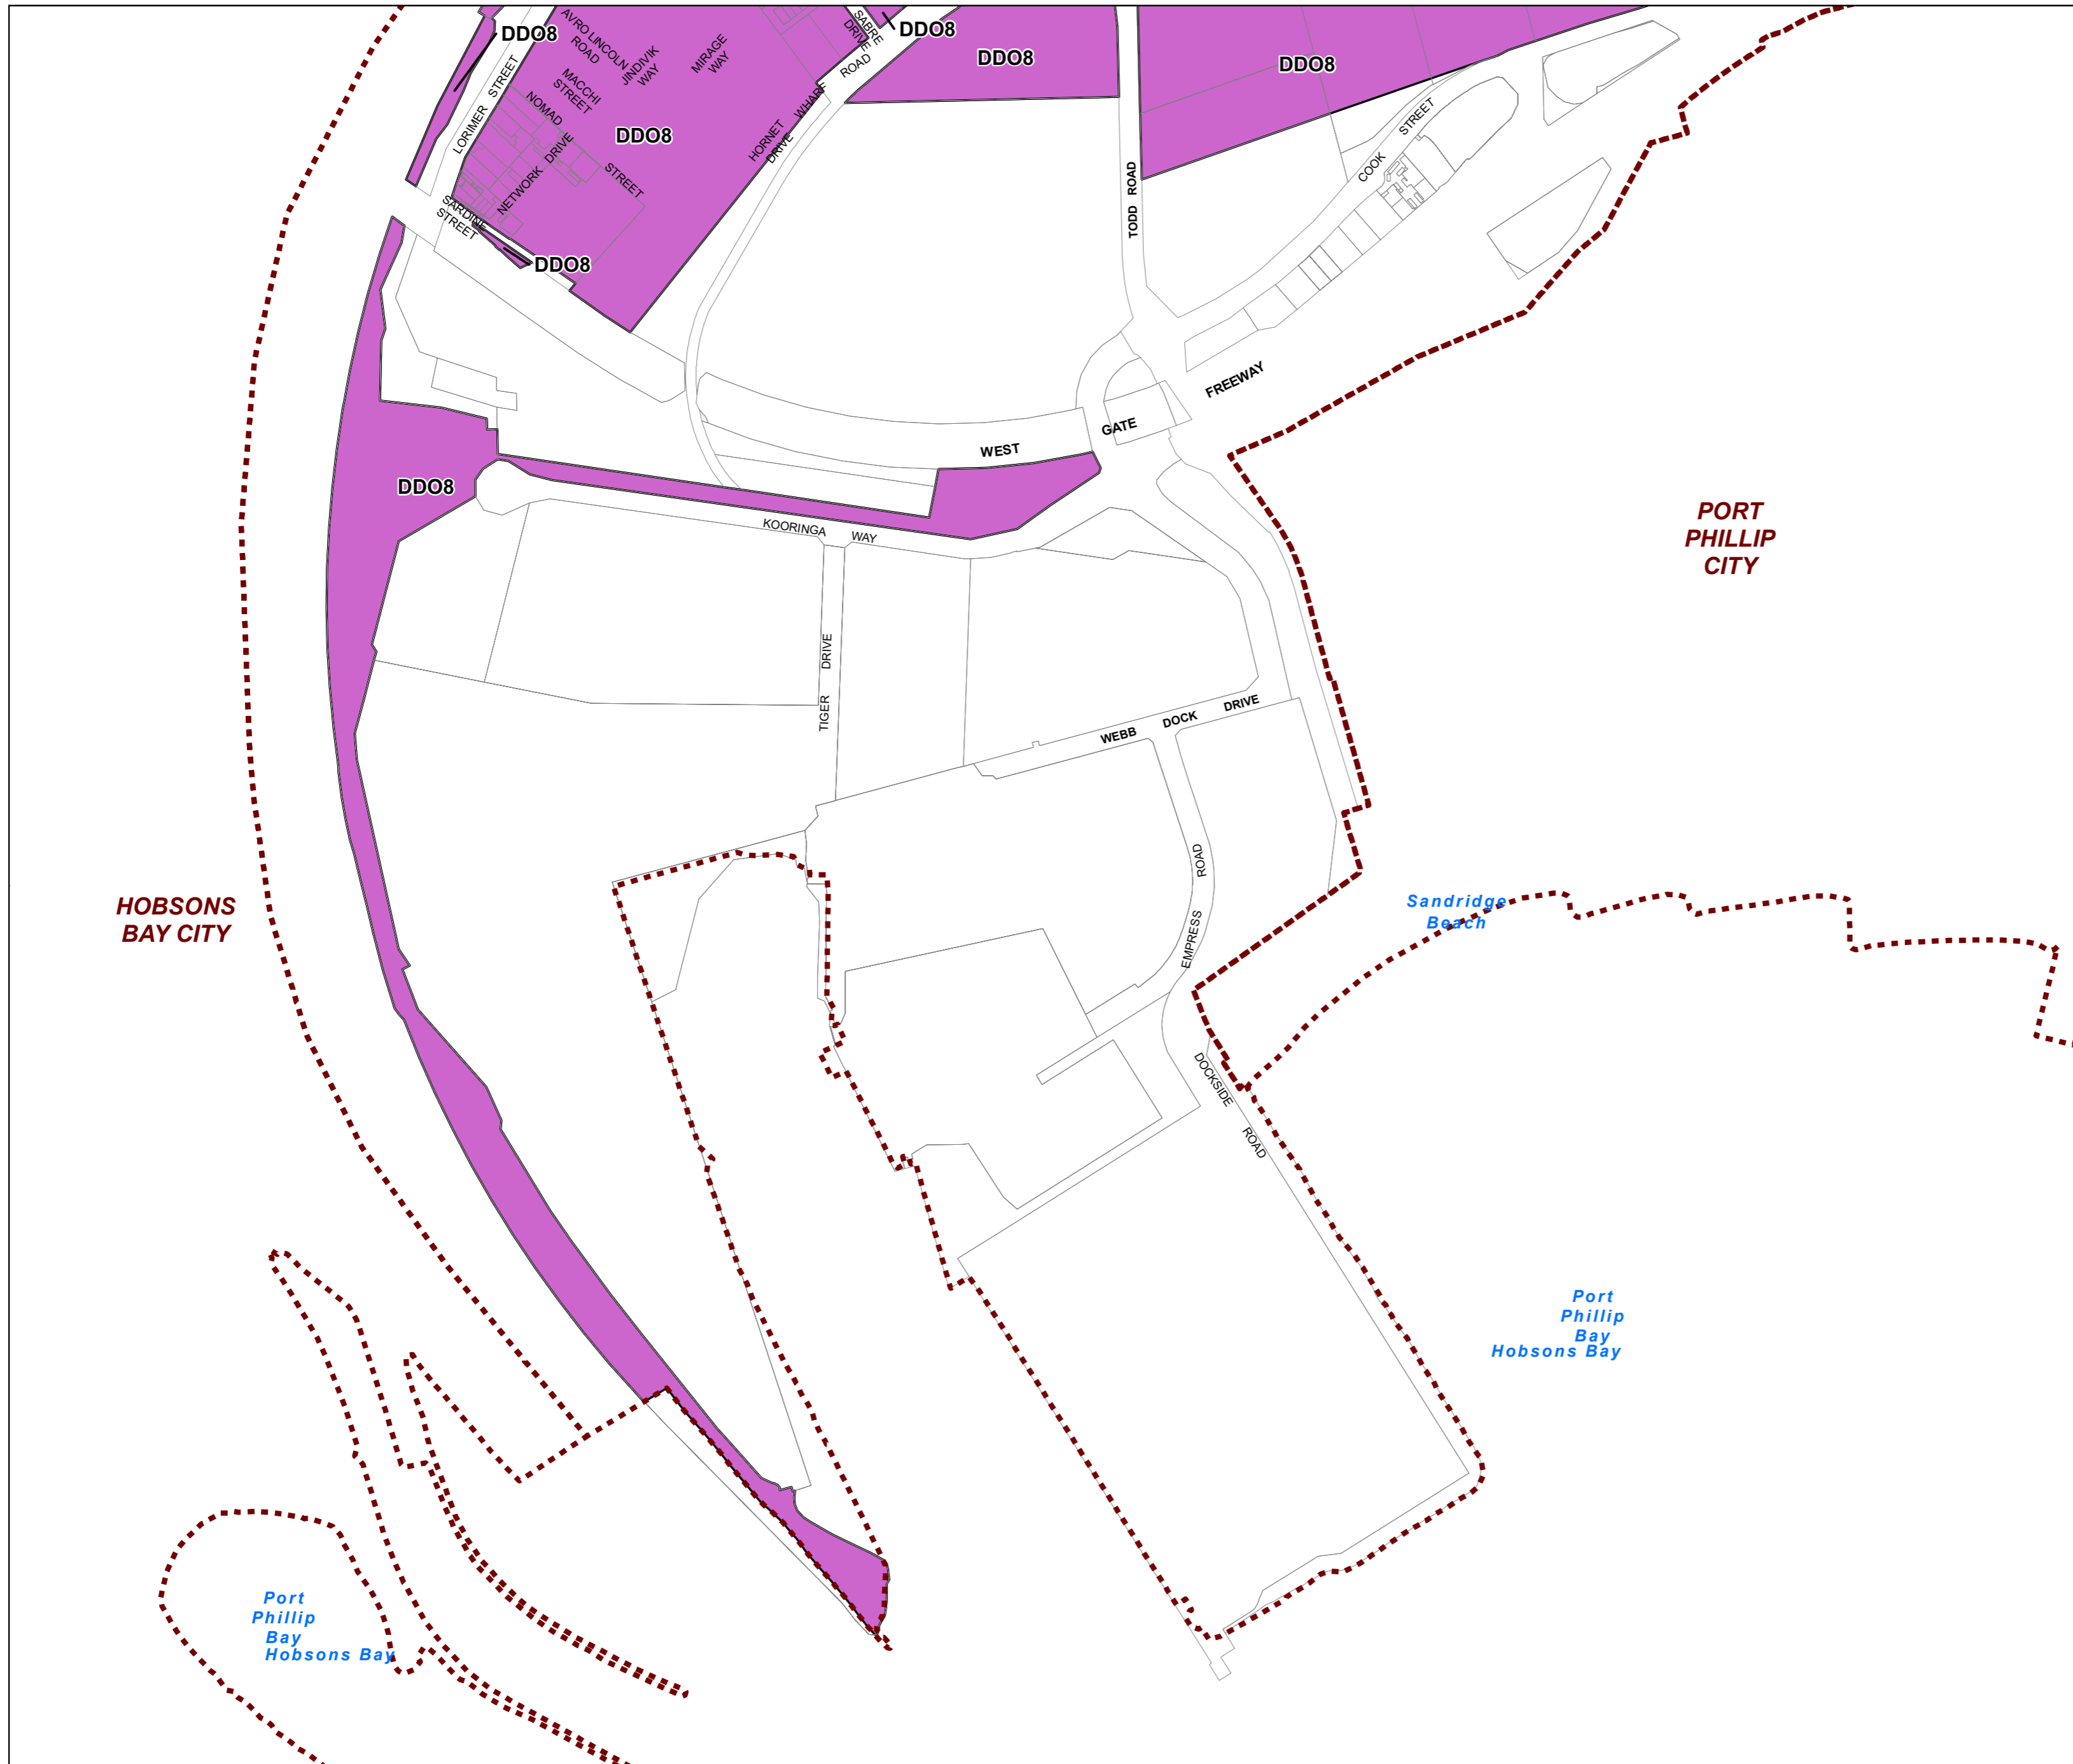 DDO8
AVRO LINCOLN
ROAD
JINDIVIK
WAY
MIRAGE
WAY
SABRE
DRIVE
DDO8
DDO8
DDO8
LORIMER STREET
MACCHI
STREET
NOMAD
DRIVE
DDO8
HORNET
DRIVE
WHARF ROAD
NETWORK
STREET
SARDINE
STREET
DDO8
TODD ROAD
COOK STREET
WEST GATE FREEWAY
DDO8
KOORINGA WAY
PORT
PHILLIP
CITY
TIGER DRIVE
WEBB DOCK DRIVE
EMPRESS ROAD
HOBSONS
BAY CITY
Sandridge
Beach
DOCKSIDE ROAD
Port
Phillip
Bay
Hobsons Bay
Port
Phillip
Bay
Hobsons Bay